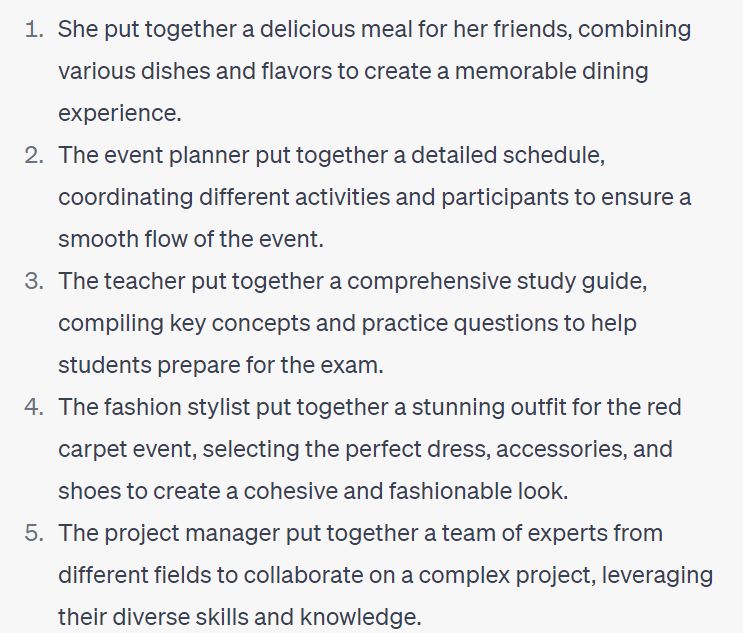 1. She put together a delicious meal for her friends, combining
various dishes and flavors to create a memorable dining
experience.
2. The event planner put together a detailed schedule,
coordinating different activities and participants to ensure a
smooth flow of the event.
3. The teacher put together a comprehensive study guide,
compiling key concepts and practice questions to help
students prepare for the exam.
4. The fashion stylist put together a stunning outfit for the red
carpet event, selecting the perfect dress, accessories, and
shoes to create a cohesive and fashionable look.
5. The project manager put together a team of experts from
different fields to collaborate on a complex project, leveraging
their diverse skills and knowledge.